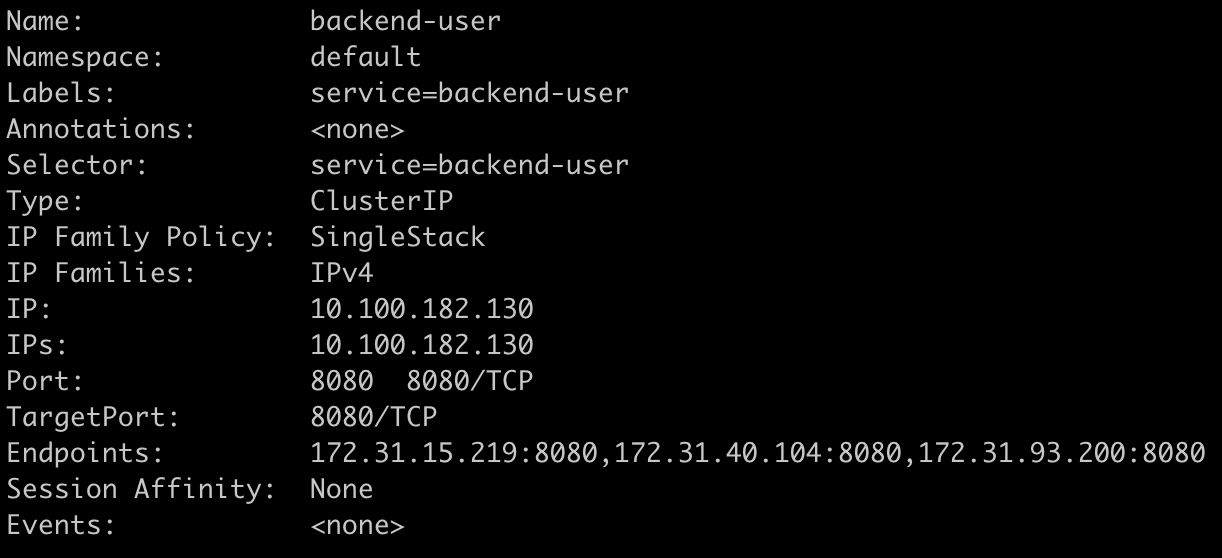 Name:              backend-user
Namespace:         default
Labels:            service=backend-user
Annotations:       <none>
Selector:          service=backend-user
Type:              ClusterIP
IP Family Policy:  SingleStack
IP Families:       IPv4
IP:                10.100.182.130
IPs:               10.100.182.130
Port:              8080  8080/TCP
TargetPort:        8080/TCP
Endpoints:         172.31.15.219:8080,172.31.40.104:8080,172.31.93.200:8080
Session Affinity:  None
Events:            <none>